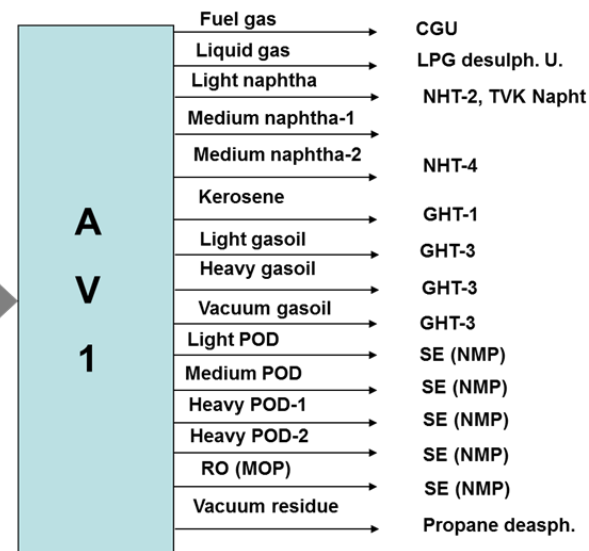 Fuel gas
CGU
Liquid gas
LPG desulph. U.
Light naphtha
NHT-2, TVK Napht
Medium naphtha-1
Medium naphtha-2
NHT-4
Kerosene
GHT-1
Light gasoil
GHT-3
Heavy gasoil
GHT-3
Vacuum gasoil
GHT-3
Light POD
SE (NMP)
Medium POD
SE (NMP)
Heavy POD-1
SE (NMP)
Heavy POD-2
SE (NMP)
RO (MOP)
SE (NMP)
Vacuum residue
Propane deasph.
A
V
1